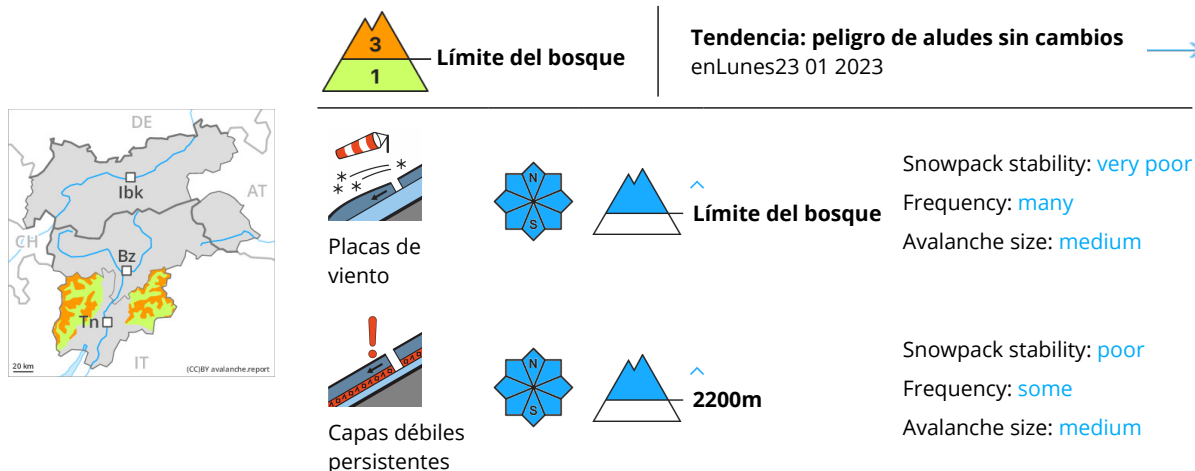 3
1
Límite del bosque
Tendencia: peligro de aludes sin cambios
enLunes23 01 2023
DE
Ibk
AT
CH
Bz
Tn
IT
20 km
(CC)BY avalanche.report
Placas de
viento
N
S
Límite del bosque
Snowpack stability: very poor
Frequency: many
Avalanche size: medium
Capas débiles
persistentes
N
S
2200m
Snowpack stability: poor
Frequency: some
Avalanche size: medium